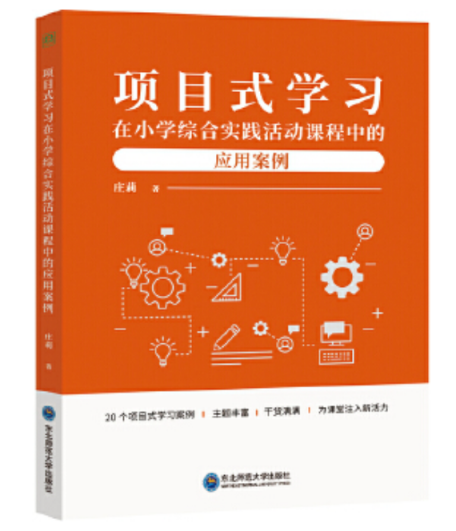 项目式学习
在小学综合实践活动课程中的
应用案例
庄莉 著
20个项目式学习案例 | 主题丰富 | 干货满满 | 为课堂注入新活力
东北师范大学出版社
项目式学习在小学综合实践活动课程中的应用案例
庄莉 著
东北师范大学出版社